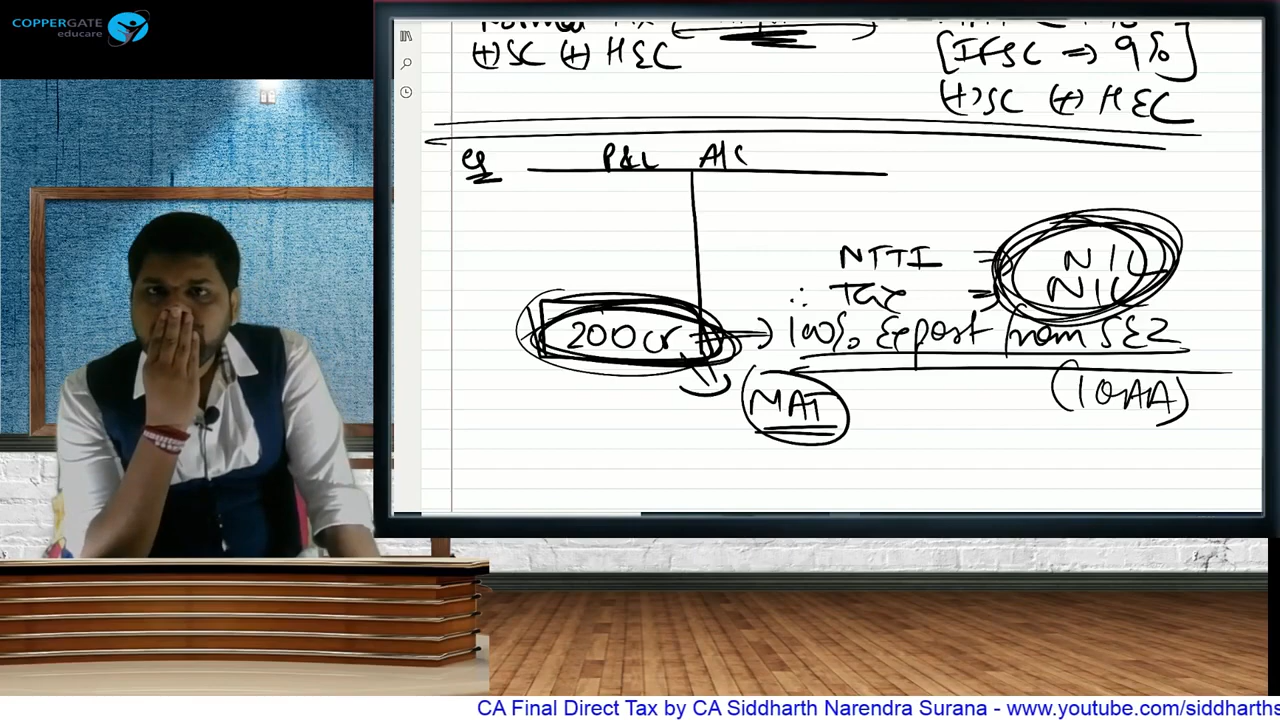 COPPERGATE
educare
(+) SC (+) HEC
[IFSC => 9%]
(+) SC (+) HEC
eg P&L A/C
NTTI => NIL
∴ Tax => NIL
200 cr → 100% Export from SEZ
MAT (10AA)
CA Final Direct Tax by CA Siddharth Narendra Surana - www.youtube.com/siddharths